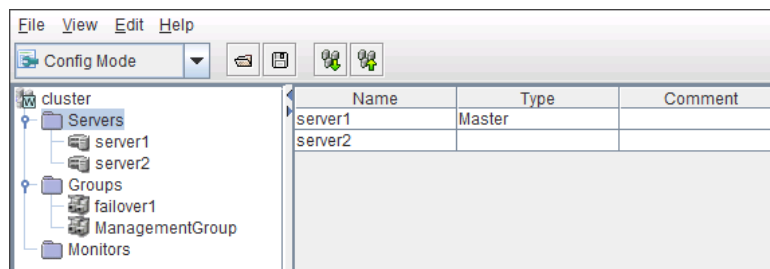 File View Edit Help
Config Mode
cluster
Servers
server1
server2
Groups
failover1
ManagementGroup
Monitors
Name Type Comment
server1 Master
server2